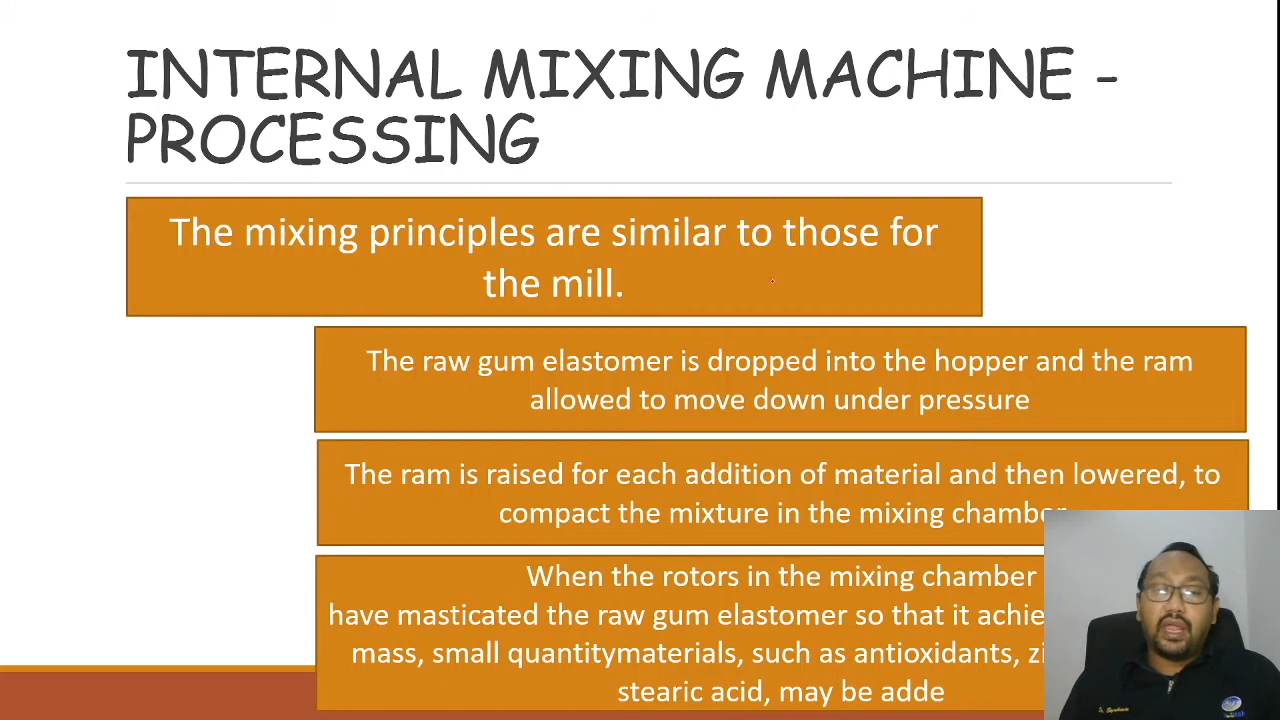 INTERNAL MIXING MACHINE -
PROCESSING
The mixing principles are similar to those for
the mill.
The raw gum elastomer is dropped into the hopper and the ram
allowed to move down under pressure
The ram is raised for each addition of material and then lowered, to
compact the mixture in the mixing chamber
When the rotors in the mixing chamber
have masticated the raw gum elastomer so that it achie
mass, small quantitymaterials, such as antioxidants, zi
stearic acid, may be adde